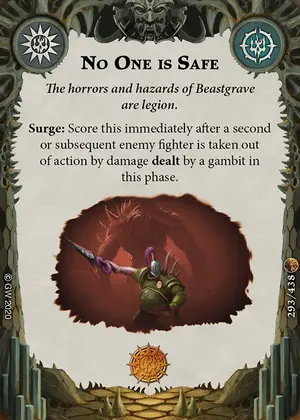 No One is Safe
The horrors and hazards of Beastgrave
are legion.
Surge: Score this immediately after a second
or subsequent enemy fighter is taken out
of action by damage dealt by a gambit in
this phase.
© GW 2020
293/438